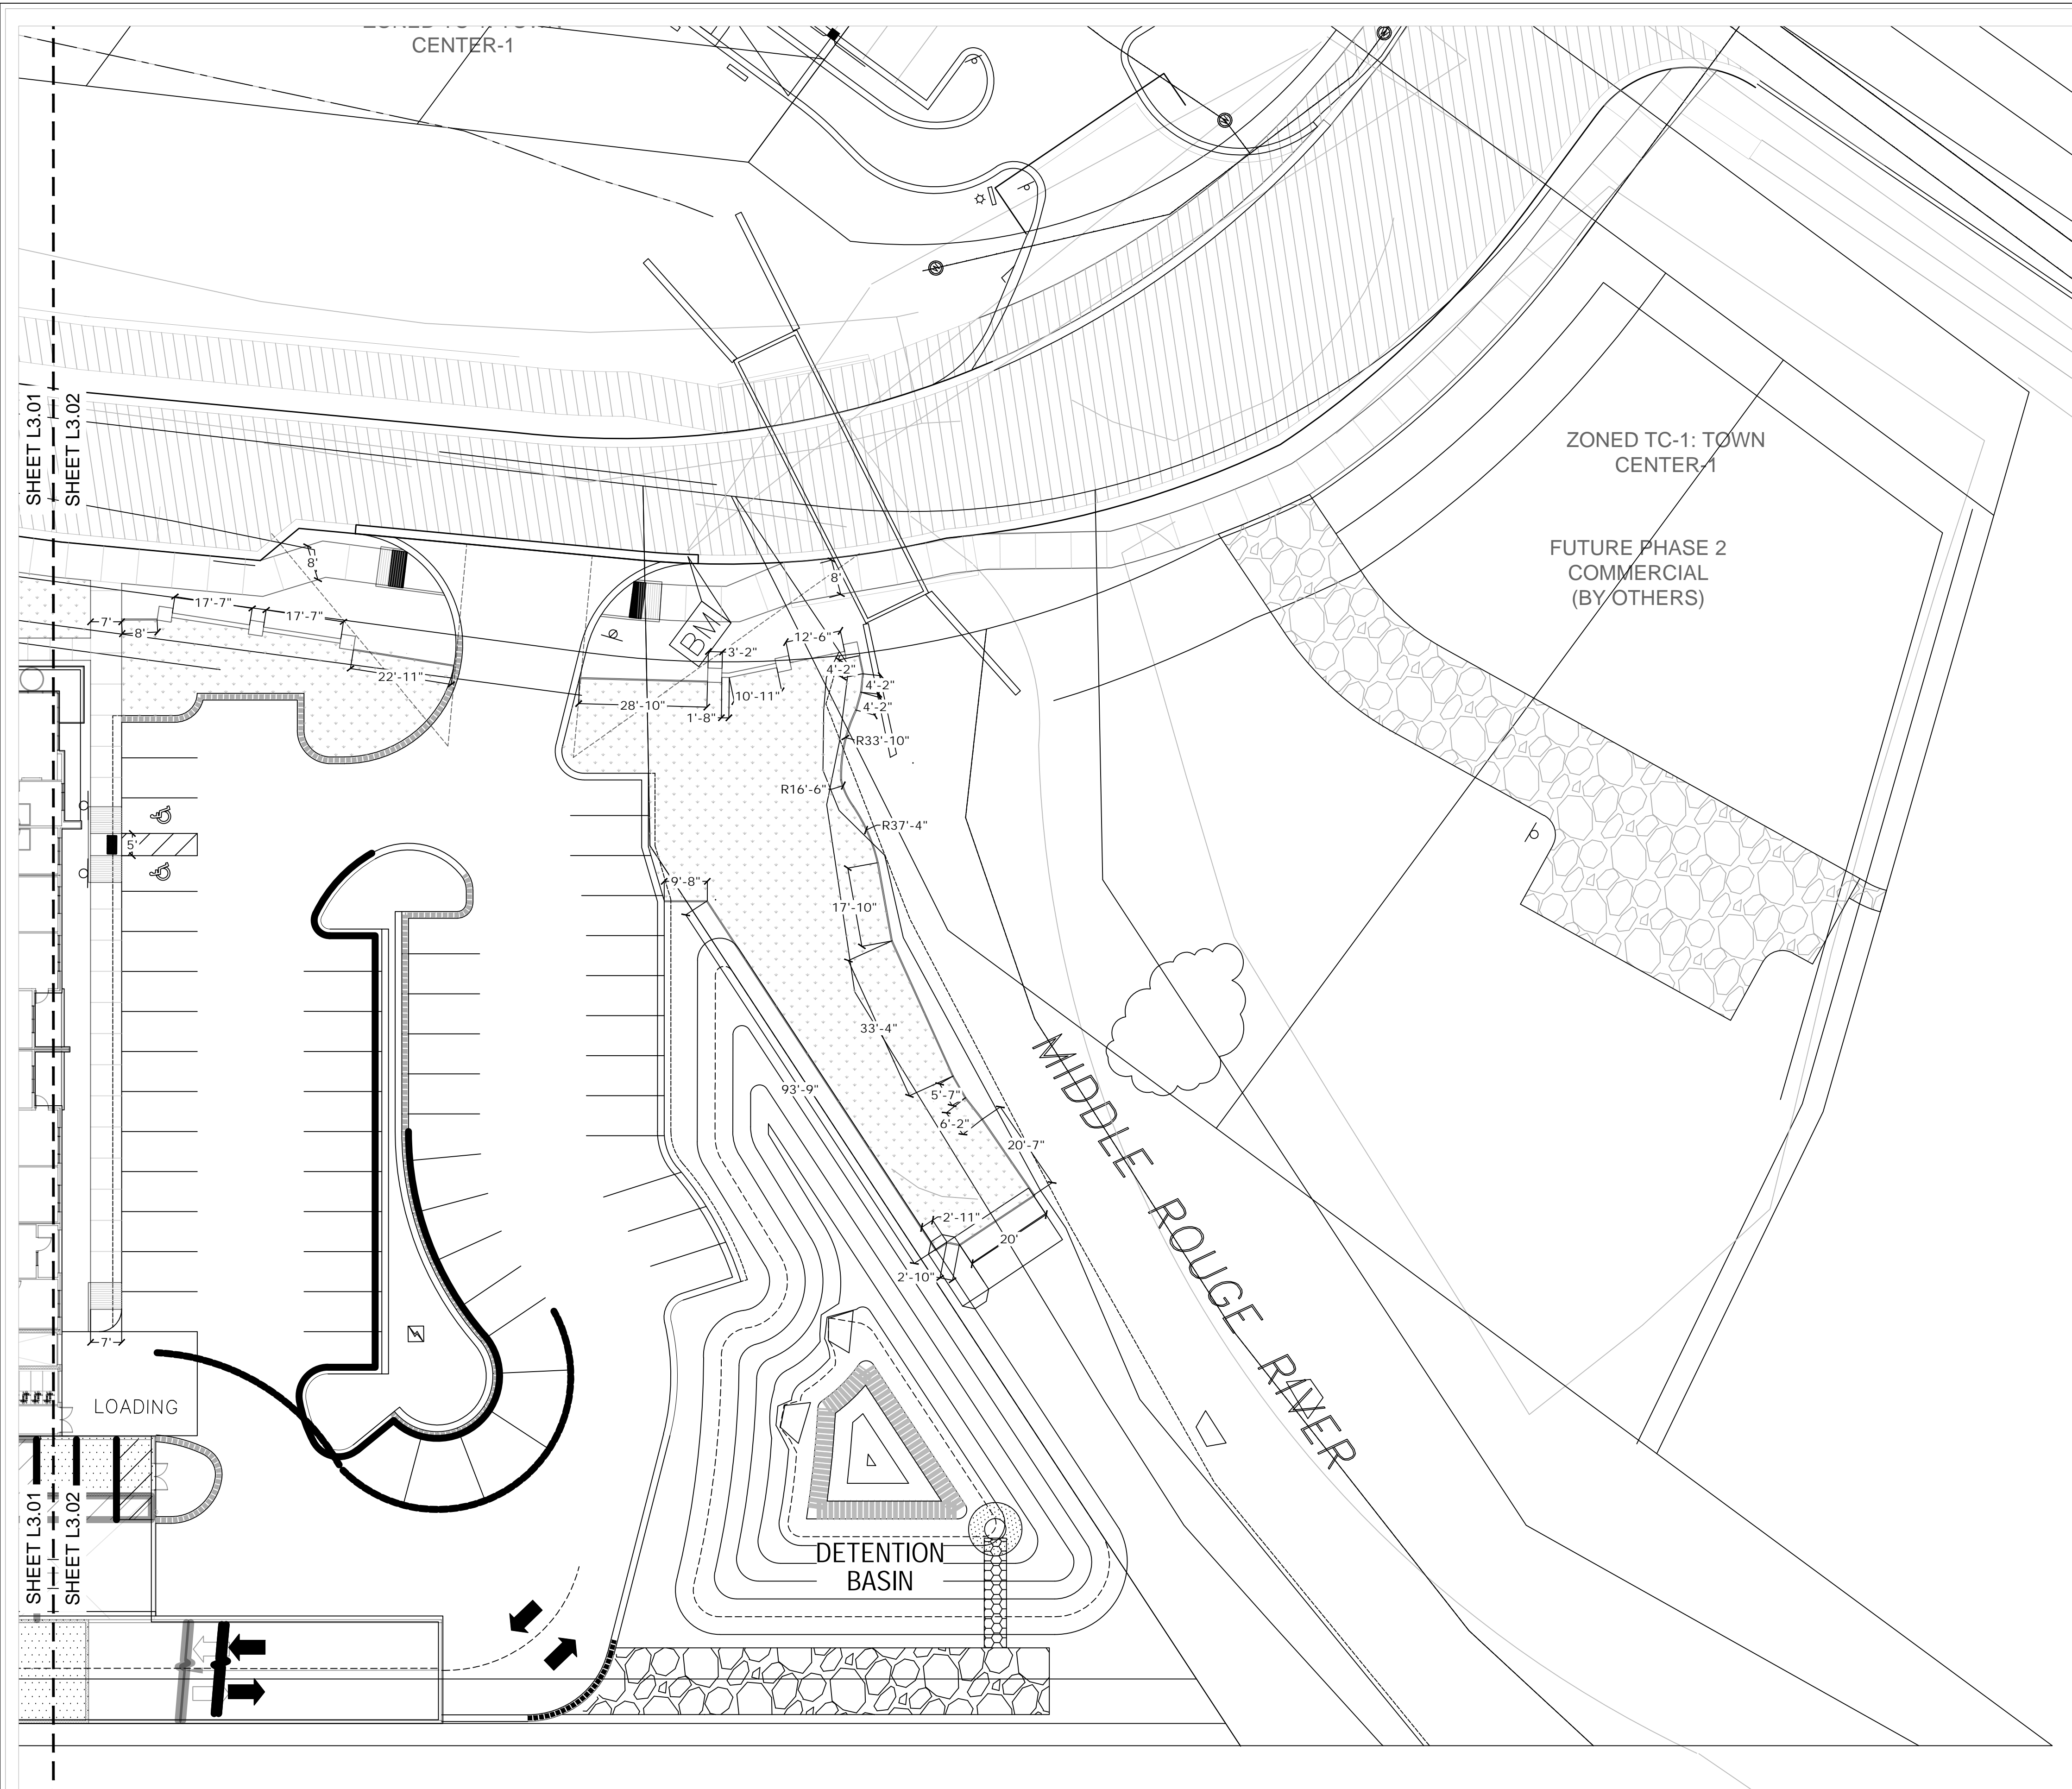 CENTER-1
SHEET L3.01
SHEET L3.02
ZONED TC-1: TOWN
CENTER-1
FUTURE PHASE 2
COMMERCIAL
(BY OTHERS)
8'
17'-7"
17'-7"
7'
8'
22'-11"
8'
BM
12'-6"
3'-2"
4'-2"
4'-2"
10'-11"
28'-10"
4'-2"
1'-8"
R33'-10"
R16'-6"
R37'-4"
5'
9'-8"
17'-10"
33'-4"
93'-9"
5'-7"
6'-2"
20'-7"
MIDDLE ROUGE RIVER
2'-11"
20'
2'-10"
7'
LOADING
SHEET L3.01
SHEET L3.02
DETENTION
BASIN